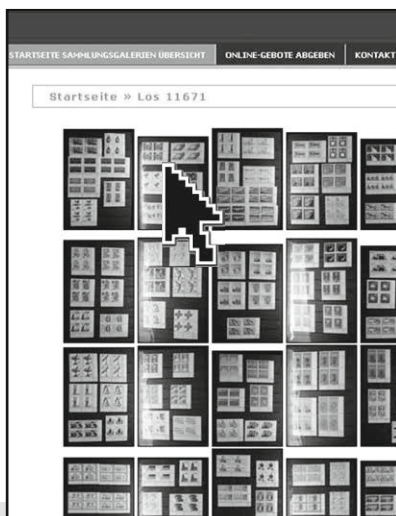 STARTSEITE SAMMLUNGSGALERIEN ÜBERSICHT ONLINE-GEBOTE ABGEBEN KONTAKT
Startseite » Los 11671